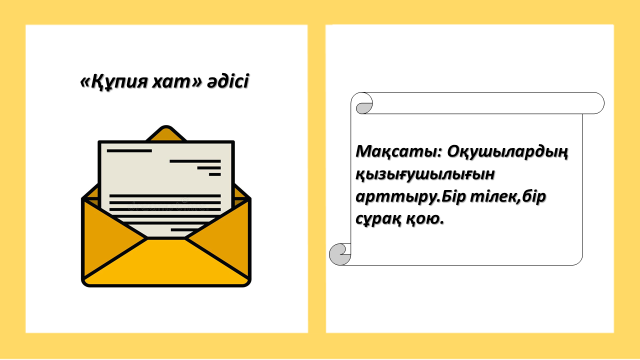 «Құпия хат» әдісі
Мақсаты: Оқушылардың
қызығушылығын
арттыру.Бір тілек,бір
сұрақ қою.